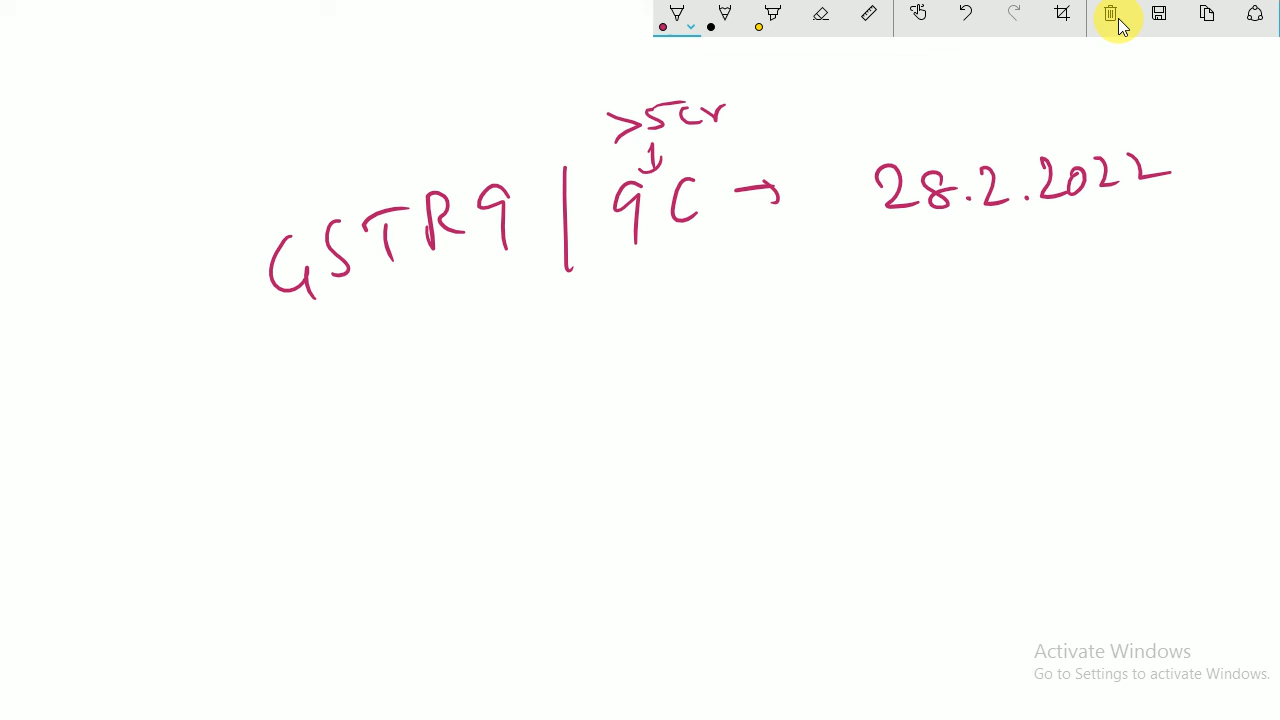 >5cr
GSTR9 | 9C → 28.2.2022
Activate Windows
Go to Settings to activate Windows.